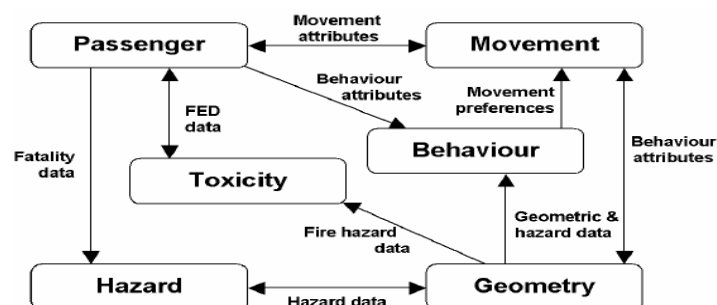 Passenger
Movement
attributes
Movement
Behaviour
attributes
Movement
preferences
FED
data
Fatality
data
Behaviour
Behaviour
attributes
Toxicity
Fire hazard
data
Geometric &
hazard data
Hazard
Hazard data
Geometry